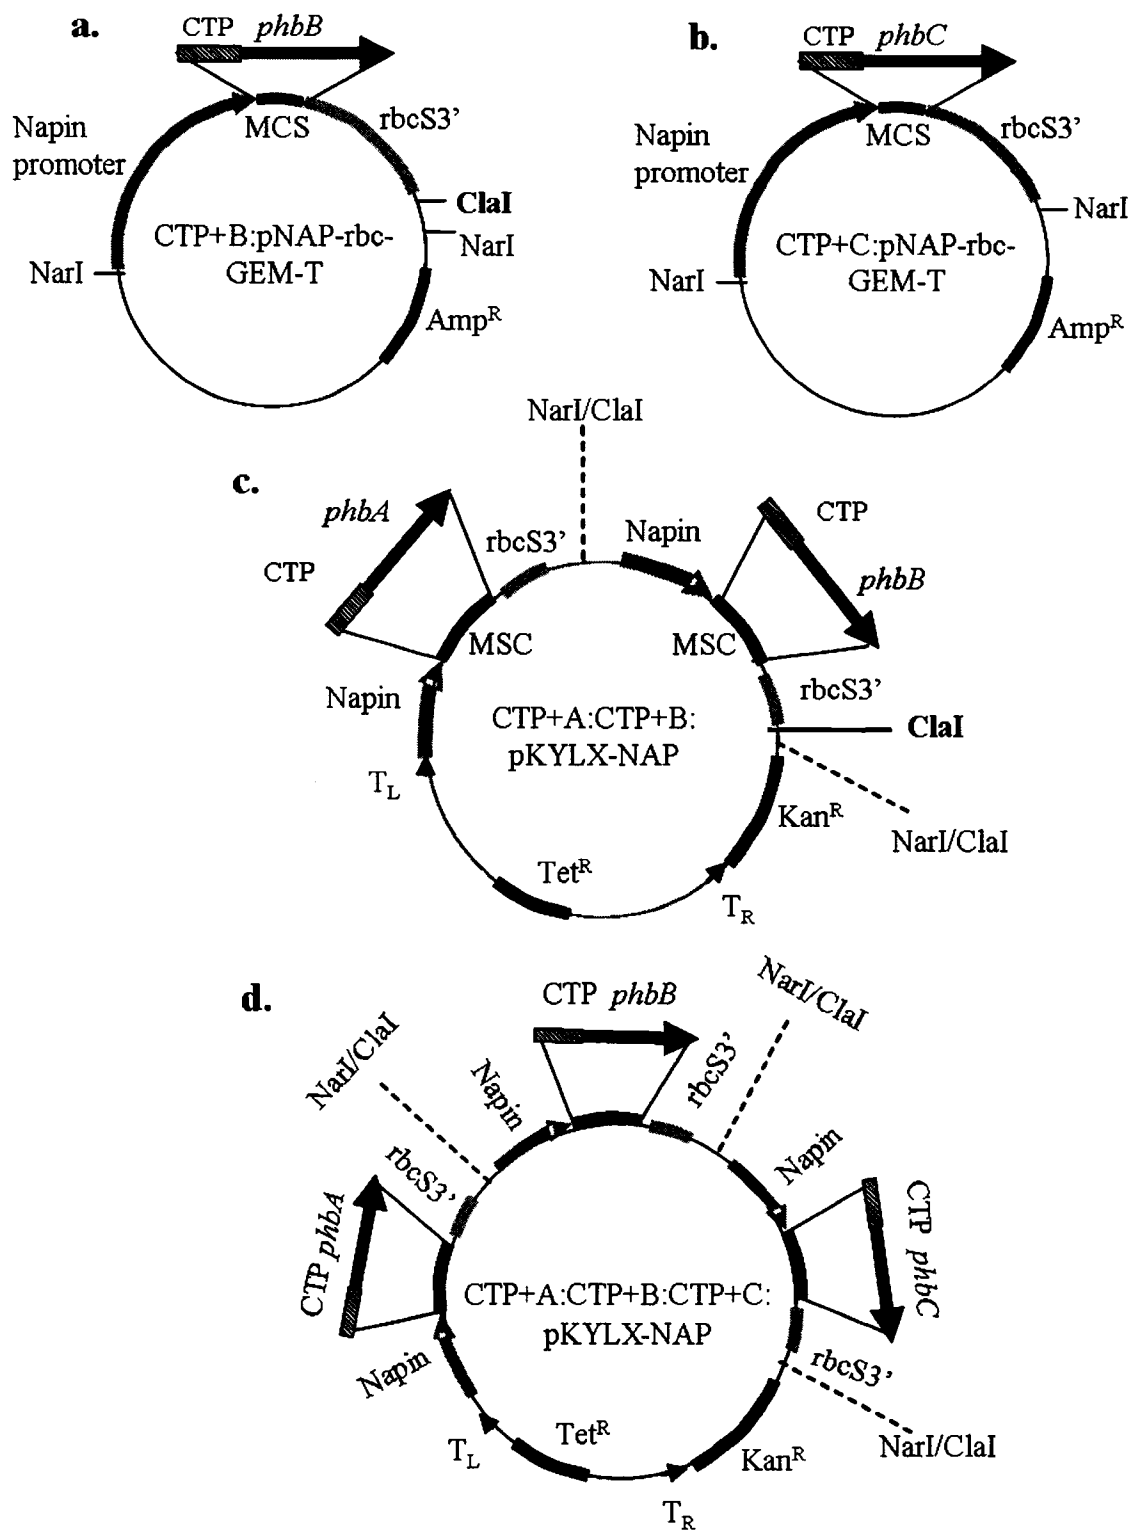 a.
CTP phbB
Napin
promoter
MCS
rbcS3'
ClaI
NarI
NarI
CTP+B:pNAP-rbc-
GEM-T
Amp^R
b.
CTP phbC
Napin
promoter
MCS
rbcS3'
NarI
NarI
CTP+C:pNAP-rbc-
GEM-T
Amp^R
c.
NarI/ClaI
phbA
CTP
rbcS3'
Napin
CTP
phbB
MSC
MSC
Napin
rbcS3'
CTP+A:CTP+B:
pKYLX-NAP
ClaI
T_L
Kan^R
NarI/ClaI
Tet^R
T_R
d.
CTP phbB
NarI/ClaI
NarI/ClaI
Napin
rbcS3'
rbcS3'
Napin
CTP phbA
CTP phbC
CTP+A:CTP+B:CTP+C:
pKYLX-NAP
Napin
rbcS3'
T_L
Tet^R
Kan^R
NarI/ClaI
T_R